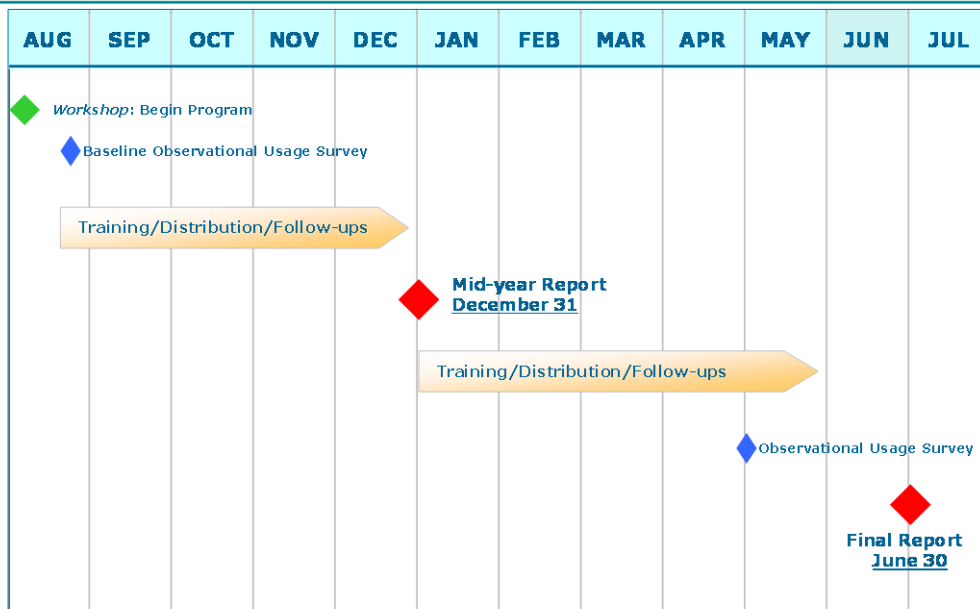 AUG SEP OCT NOV DEC JAN FEB MAR APR MAY JUN JUL
Workshop: Begin Program
Baseline Observational Usage Survey
Training/Distribution/Follow-ups
Mid-year Report
December 31
Training/Distribution/Follow-ups
Observational Usage Survey
Final Report
June 30